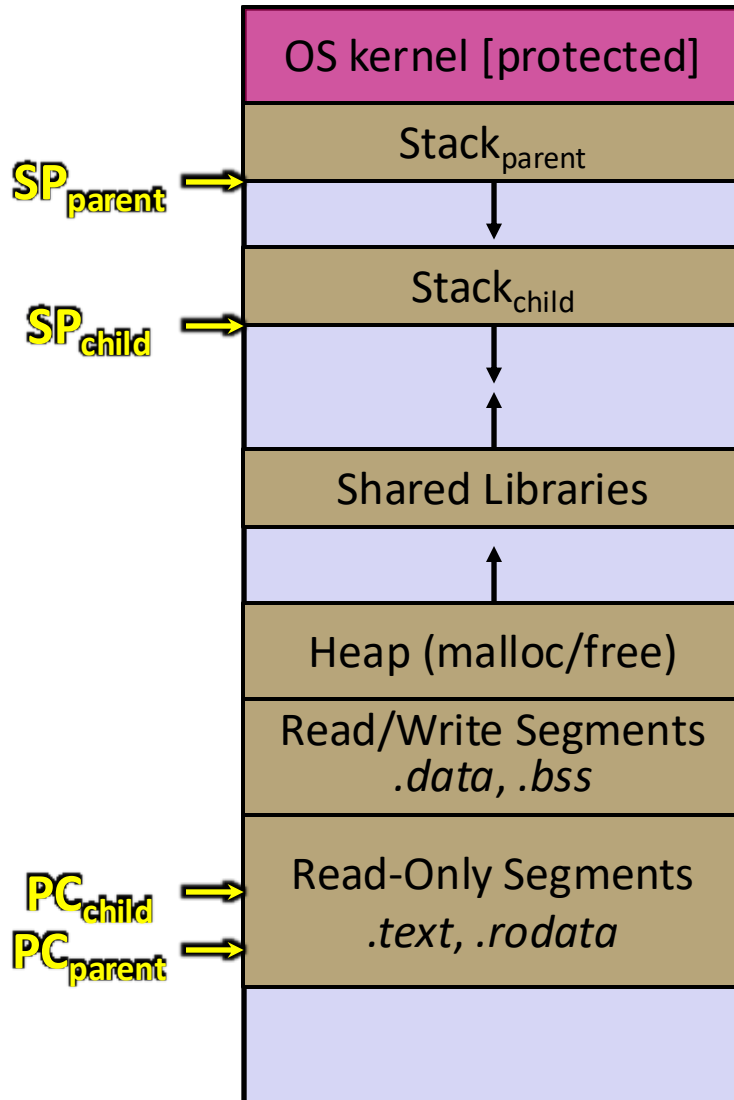 OS kernel [protected]
Stackparent
SPparent
Stackchild
SPchild
Shared Libraries
Heap (malloc/free)
Read/Write Segments
.data, .bss
PCchild
Read-Only Segments
PCparent
.text, .rodata